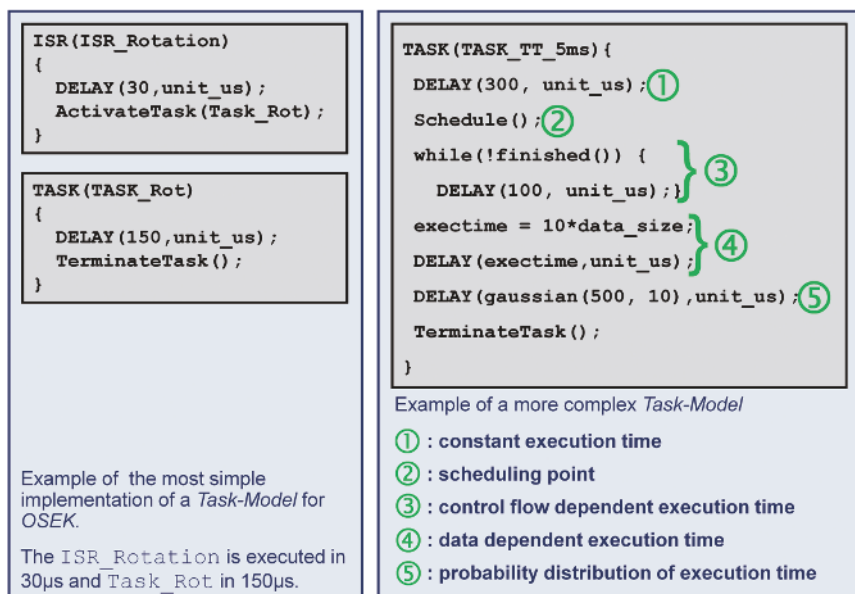 ISR(ISR_Rotation)
{
DELAY(30,unit_us);
ActivateTask(Task_Rot);
}
TASK(TASK_Rot)
{
DELAY(150,unit_us);
TerminateTask();
}
Example of the most simple
implementation of a Task-Model for
OSEK.
The ISR_Rotation is executed in
30µs and Task_Rot in 150µs.
TASK(TASK_TT_5ms){
DELAY(300, unit_us); ①
Schedule(); ②
while(!finished()) {
DELAY(100, unit_us);} } ③
exectime = 10*data_size;
DELAY(exectime,unit_us); } ④
DELAY(gaussian(500, 10),unit_us); ⑤
TerminateTask();
}
Example of a more complex Task-Model
① : constant execution time
② : scheduling point
③ : control flow dependent execution time
④ : data dependent execution time
⑤ : probability distribution of execution time